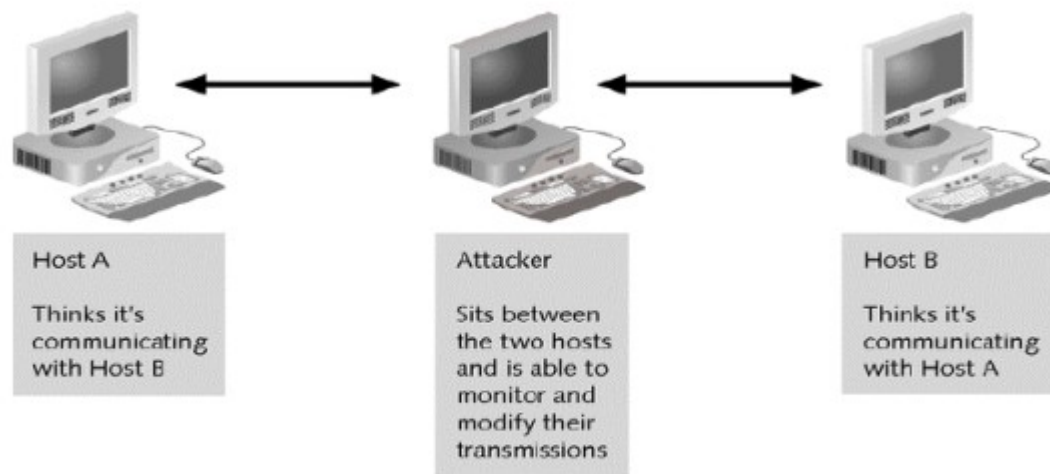 Host A
Thinks it's
communicating
with Host B
Attacker
Sits between
the two hosts
and is able to
monitor and
modify their
transmissions
Host B
Thinks it's
communicating
with Host A